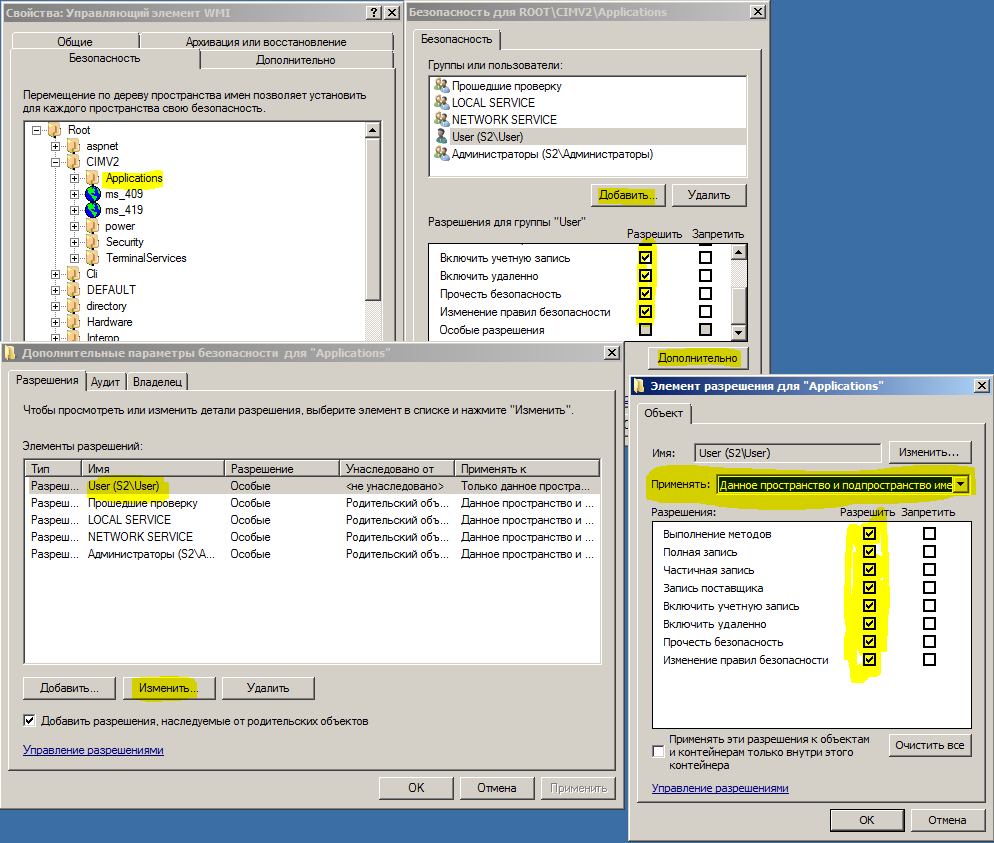 Свойства: Управляющий элемент WMI
Общие
Архивация или восстановление
Безопасность
Дополнительно
Перемещение по дереву пространства имен позволяет установить
для каждого пространства свою безопасность.
Root
aspnet
CIMV2
Applications
ms_409
ms_419
power
Security
TerminalServices
Cli
DEFAULT
directory
Hardware
Interop
Безопасность для ROOT\CIMV2\Applications
Безопасность
Группы или пользователи:
Прошедшие проверку
LOCAL SERVICE
NETWORK SERVICE
User (S2\User)
Администраторы (S2\Администраторы)
Добавить...
Удалить
Разрешения для группы "User"
Разрешить Запретить
Включить учетную запись
Включить удаленно
Прочесть безопасность
Изменение правил безопасности
Особые разрешения
Дополнительно
Дополнительные параметры безопасности для "Applications"
Разрешения
Аудит
Владелец
Чтобы просмотреть или изменить детали разрешения, выберите элемент в списке и нажмите "Изменить".
Элементы разрешений:
Тип Имя Разрешение Унаследовано от Применять к
Разреш... User (S2\User) Особые <не унаследовано> Только данное простра...
Разреш... Прошедшие проверку Особые Родительский объ... Данное пространство и ...
Разреш... LOCAL SERVICE Особые Родительский объ... Данное пространство и ...
Разреш... NETWORK SERVICE Особые Родительский объ... Данное пространство и ...
Разреш... Администраторы (S2\А... Особые Родительский объ... Данное пространство и ...
Добавить...
Изменить...
Удалить
Добавить разрешения, наследуемые от родительских объектов
Управление разрешениями
OK
Отмена
Применить
Элемент разрешения для "Applications"
Объект
Имя: User (S2\User) Изменить...
Применять: Данное пространство и подпространство име
Разрешения: Разрешить Запретить
Выполнение методов
Полная запись
Частичная запись
Запись поставщика
Включить учетную запись
Включить удаленно
Прочесть безопасность
Изменение правил безопасности
Применять эти разрешения к объектам
и контейнерам только внутри этого
контейнера
Очистить все
Управление разрешениями
OK
Отмена